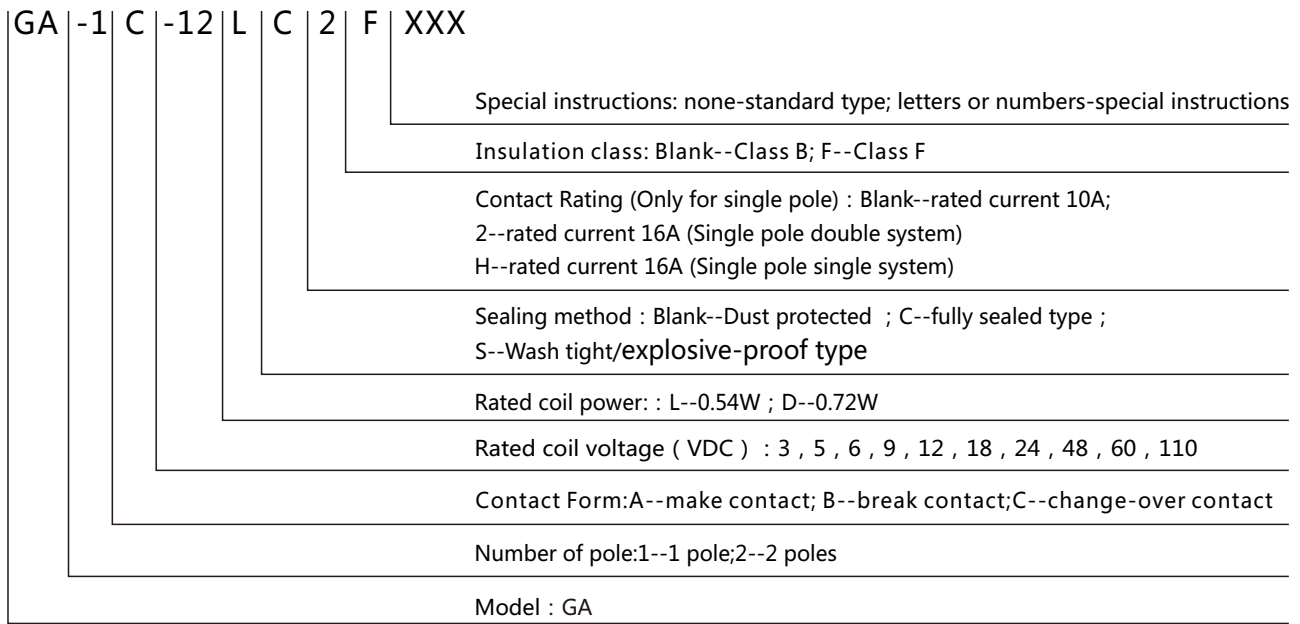 GA -1 C -12 L C 2 F XXX
Special instructions: none-standard type; letters or numbers-special instructions
Insulation class: Blank--Class B; F--Class F
Contact Rating (Only for single pole) : Blank--rated current 10A;
2--rated current 16A (Single pole double system)
H--rated current 16A (Single pole single system)
Sealing method : Blank--Dust protected ; C--fully sealed type ;
S--Wash tight/explosive-proof type
Rated coil power: : L--0.54W ; D--0.72W
Rated coil voltage ( VDC ) : 3 , 5 , 6 , 9 , 12 , 18 , 24 , 48 , 60 , 110
Contact Form:A--make contact; B--break contact;C--change-over contact
Number of pole:1--1 pole;2--2 poles
Model : GA